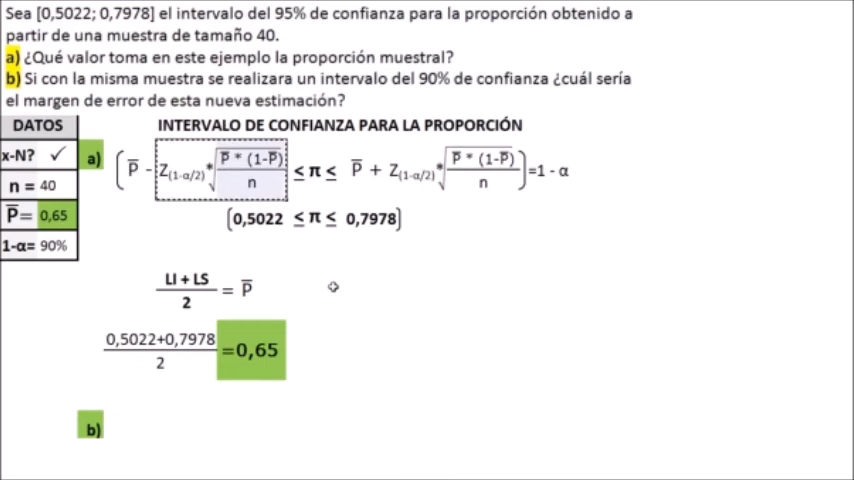 Sea [0,5022; 0,7978] el intervalo del 95% de confianza para la proporción obtenido a
partir de una muestra de tamaño 40.
a) ¿Qué valor toma en este ejemplo la proporción muestral?
b) Si con la misma muestra se realizara un intervalo del 90% de confianza ¿cuál sería
el margen de error de esta nueva estimación?
DATOS
INTERVALO DE CONFIANZA PARA LA PROPORCIÓN
x-N? ✓
n = 40
P̅= 0,65
1-α= 90%
a) (P̅ - Z(1-α/2)*√(P̅ * (1-P̅)/n) ≤ π ≤ P̅ + Z(1-α/2)*√(P̅ * (1-P̅)/n))=1 - α
[0,5022 ≤ π ≤ 0,7978]
LI + LS
2
= P̅
0,5022+0,7978
2
=0,65
b)